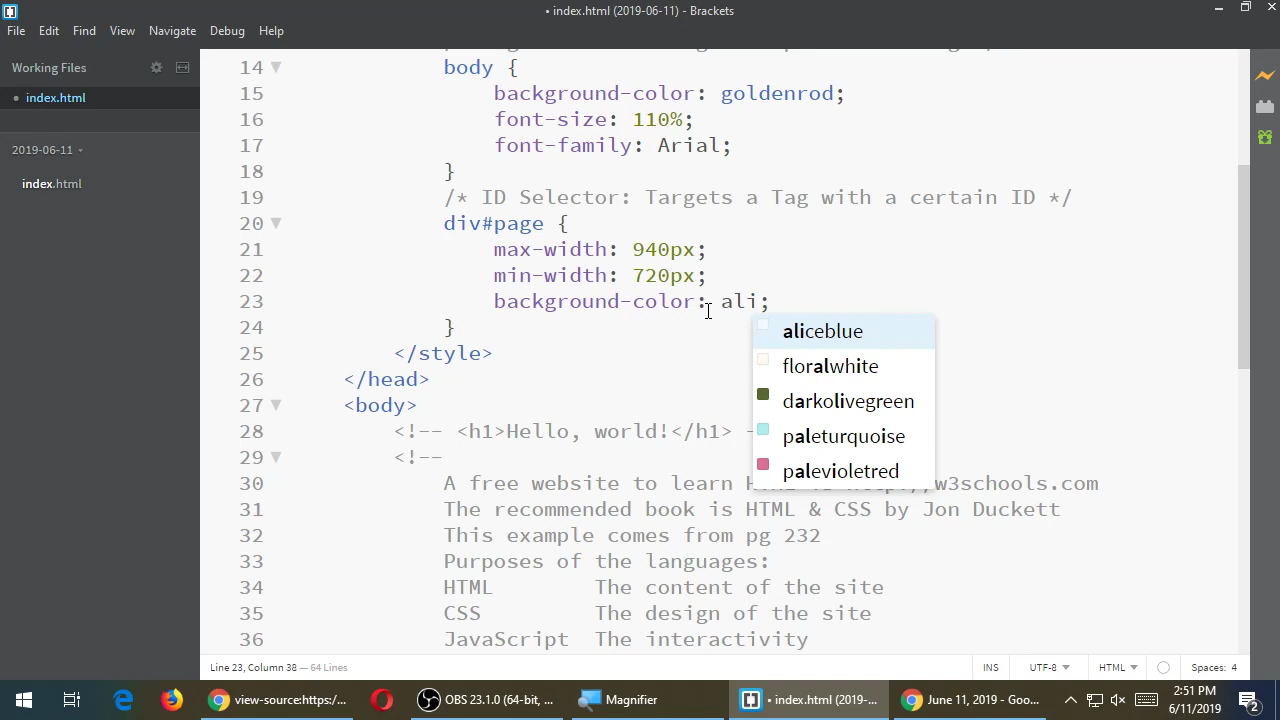 • index.html (2019-06-11) - Brackets
File Edit Find View Navigate Debug Help
Working Files
• index.html
2019-06-11
index.html
14 body {
15 background-color: goldenrod;
16 font-size: 110%;
17 font-family: Arial;
18 }
19 /* ID Selector: Targets a Tag with a certain ID */
20 div#page {
21 max-width: 940px;
22 min-width: 720px;
23 background-color: ali;
24 }
25 </style>
26 </head>
27 <body>
28 <!-- <h1>Hello, world!</h1>
29 <!--
30 A free website to learn
31 The recommended book is HTML & CSS by Jon Duckett
32 This example comes from pg 232
33 Purposes of the languages:
34 HTML The content of the site
35 CSS The design of the site
36 JavaScript The interactivity
aliceblue
floralwhite
darkolivegreen
paleturquoise
palevioletred
w3schools.com
Line 23, Column 38 — 64 Lines
INS UTF-8 HTML Spaces: 4
view-source:https:/... OBS 23.1.0 (64-bit, ... Magnifier • index.html (2019-... June 11, 2019 - Goo...
2:51 PM
6/11/2019
2